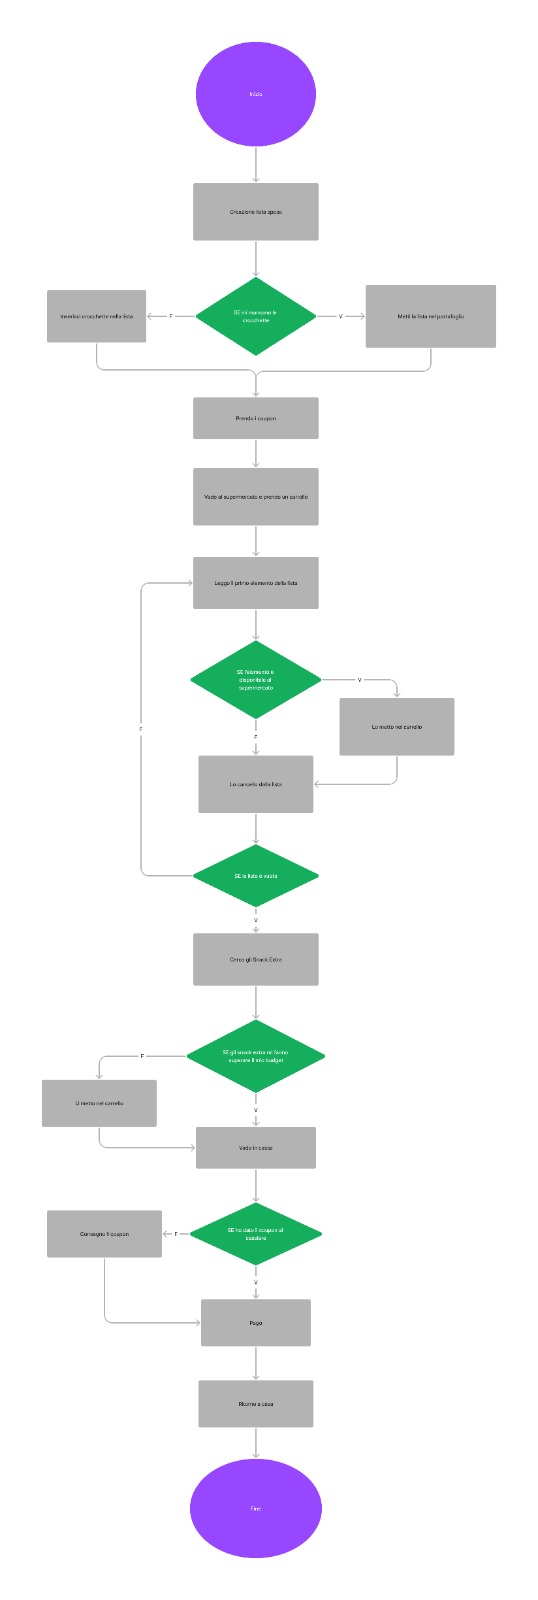 Inizio
Creazione lista spesa
SE mi mancano le
crocchette
F
V
Inserisci crocchette nella lista
Metti la lista nel portafoglio
Prendo i coupon
Vado al supermercato e prendo un carrello
Leggo il primo elemento della lista
SE l'elemento è
disponibile al
supermercato
V
F
Lo metto nel carrello
F
Lo cancello dalla lista
SE la lista è vuota
V
Cerco gli Snack Extra
SE gli snack extra mi fanno
superare il mio budget
F
V
Li metto nel carrello
Vado in cassa
SE ho dato il coupon al
cassiere
F
V
Consegno il coupon
Pago
Ritorno a casa
Fine